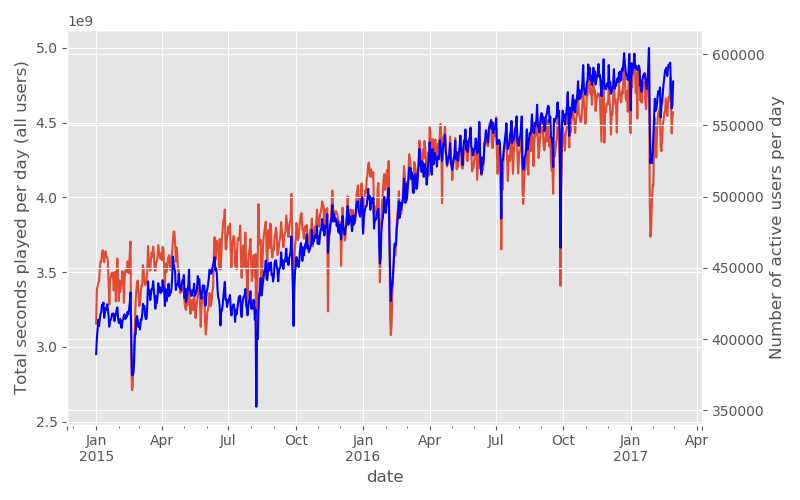 1e9
5.0
4.5
4.0
3.5
3.0
2.5
Total seconds played per day (all users)
600000
550000
500000
450000
400000
350000
Number of active users per day
Jan
2015
Apr
Jul
Oct
Jan
2016
Apr
Jul
Oct
Jan
2017
Apr
date